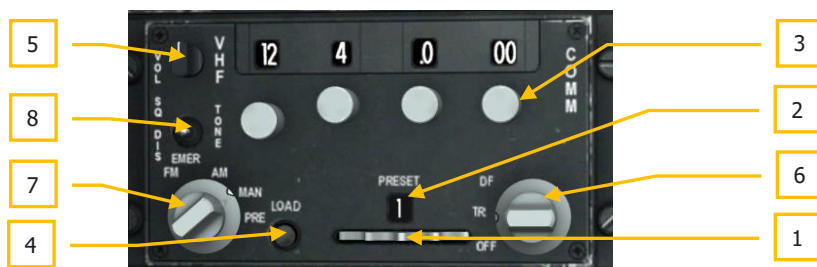 5
8
7
4
3
2
6
1
VHF
VOL
12
4
.0
00
COMM
SQ DIS
TONE
EMER
FM
AM
MAN
PRE
LOAD
PRESET
1
DF
TR
OFF